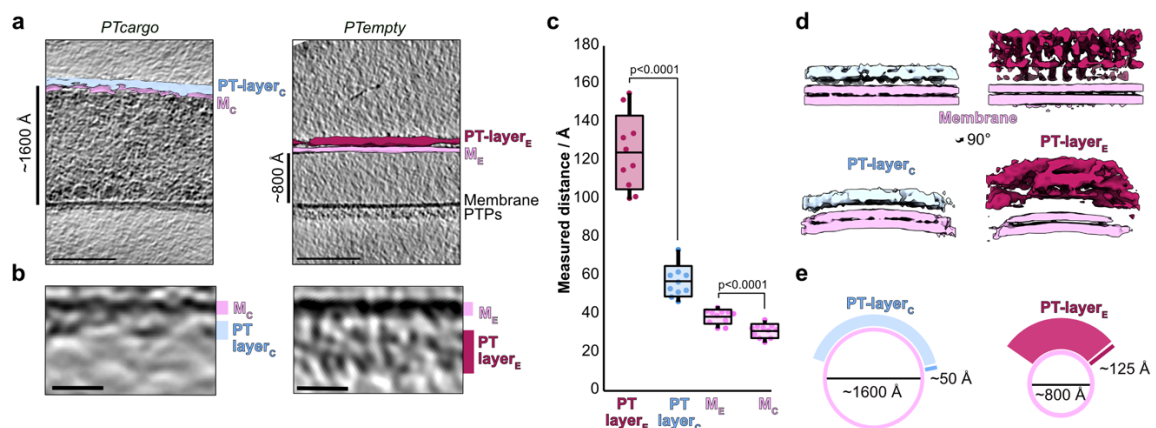 a
PTcargo
PTempty
PT-layerC
MC
~1600 Å
PT-layerE
ME
~800 Å
Membrane
PTPs
b
MC
PT
layerC
ME
PT
layerE
c
Measured distance / Å
180
160
140
120
100
80
60
40
20
0
p<0.0001
p<0.0001
PT
layerE
PT
layerC
ME
MC
d
Membrane
90°
PT-layerC
PT-layerE
e
PT-layerC
~50 Å
~1600 Å
PT-layerE
~125 Å
~800 Å